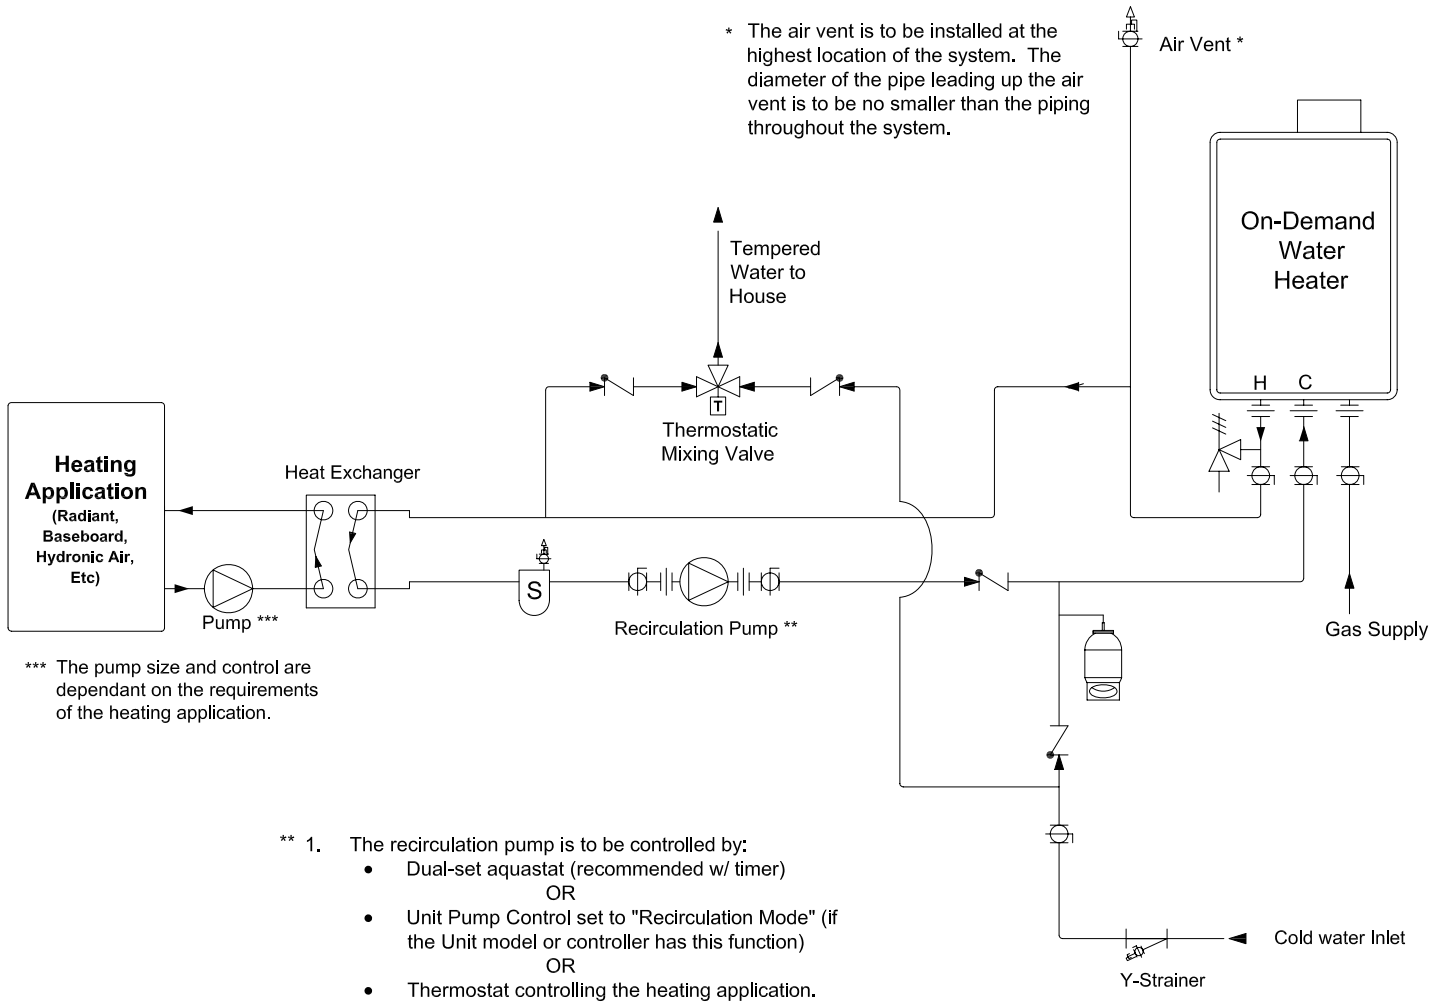 * The air vent is to be installed at the
highest location of the system. The
diameter of the pipe leading up the air
vent is to be no smaller than the piping
throughout the system.
Air Vent *
On-Demand
Water
Heater
H C
Tempered
Water to
House
T
Thermostatic
Mixing Valve
Heating
Application
(Radiant,
Baseboard,
Hydronic Air,
Etc)
Heat Exchanger
S
Pump ***
Recirculation Pump **
Gas Supply
*** The pump size and control are
dependant on the requirements
of the heating application.
** 1. The recirculation pump is to be controlled by:
• Dual-set aquastat (recommended w/ timer)
OR
• Unit Pump Control set to "Recirculation Mode" (if
the Unit model or controller has this function)
OR
• Thermostat controlling the heating application.
Cold water Inlet
Y-Strainer